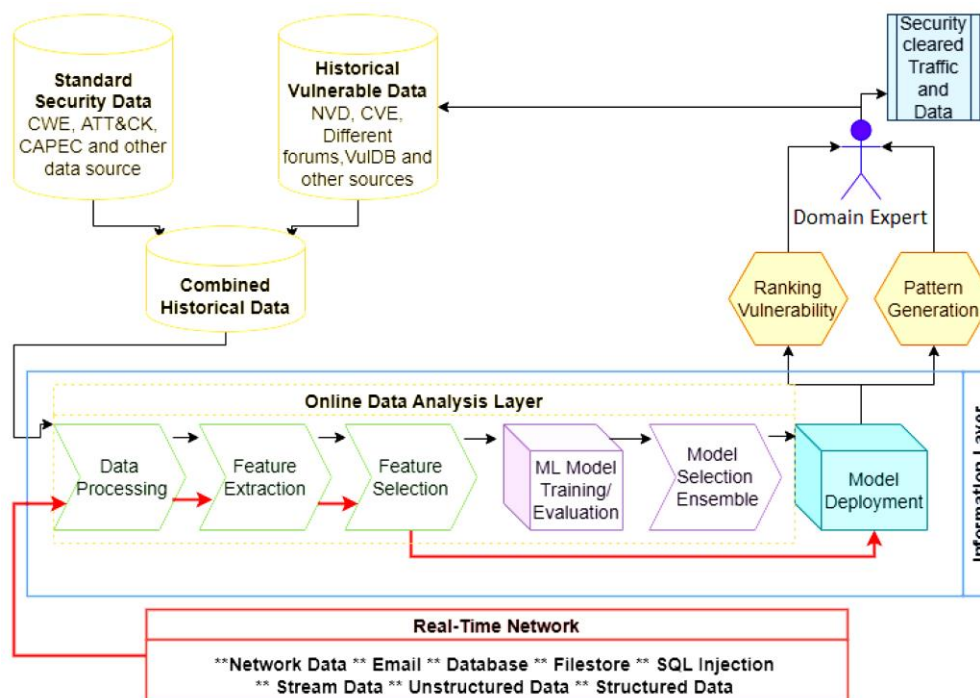 Standard
Security Data
CWE, ATT&CK,
CAPEC and other
data source
Historical
Vulnerable Data
NVD, CVE,
Different
forums,VulDB and
other sources
Security
cleared
Traffic
and
Data
Domain Expert
Combined
Historical Data
Ranking
Vulnerability
Pattern
Generation
Online Data Analysis Layer
Data
Processing
Feature
Extraction
Feature
Selection
ML Model
Training/
Evaluation
Model
Selection
Ensemble
Model
Deployment
Information Layer
Real-Time Network
**Network Data ** Email ** Database ** Filestore ** SQL Injection
** Stream Data ** Unstructured Data ** Structured Data